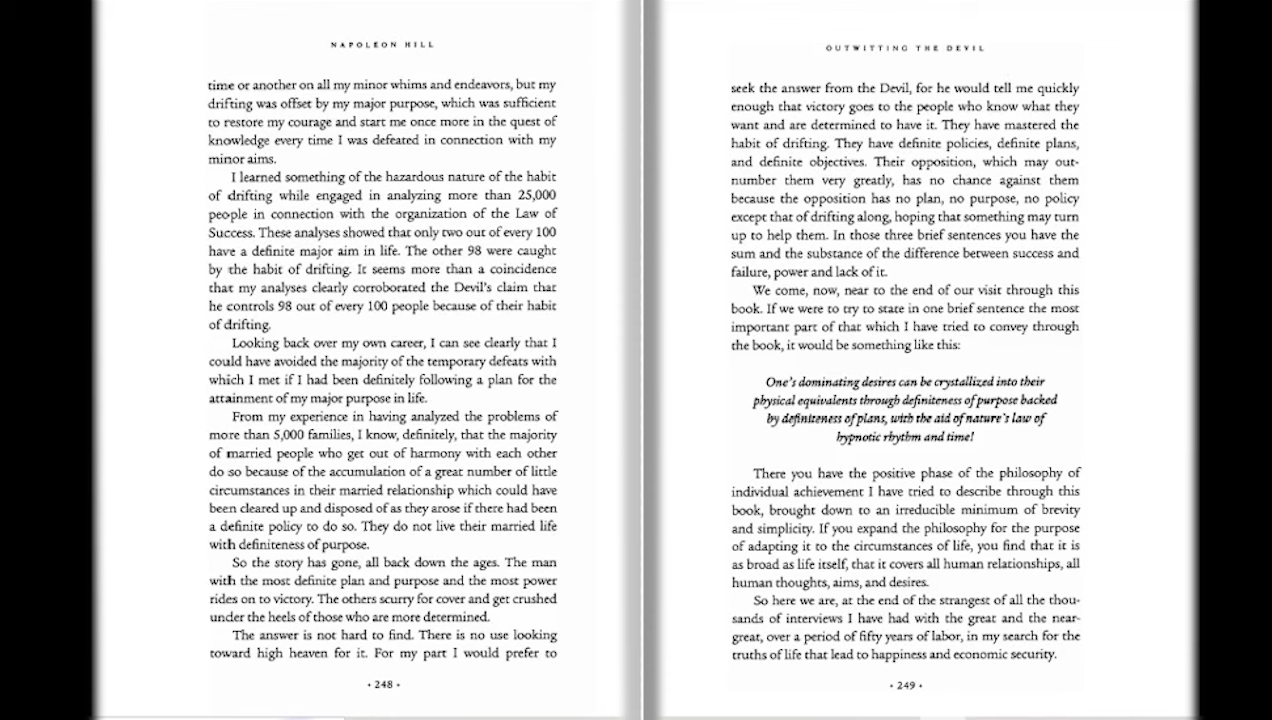 NAPOLEON HILL
time or another on all my minor whims and endeavors, but my
drifting was offset by my major purpose, which was sufficient
to restore my courage and start me once more in the quest of
knowledge every time I was defeated in connection with my
minor aims.
I learned something of the hazardous nature of the habit
of drifting while engaged in analyzing more than 25,000
people in connection with the organization of the Law of
Success. These analyses showed that only two out of every 100
have a definite major aim in life. The other 98 were caught
by the habit of drifting. It seems more than a coincidence
that my analyses clearly corroborated the Devil's claim that
he controls 98 out of every 100 people because of their habit
of drifting.
Looking back over my own career, I can see clearly that I
could have avoided the majority of the temporary defeats with
which I met if I had been definitely following a plan for the
attainment of my major purpose in life.
From my experience in having analyzed the problems of
more than 5,000 families, I know, definitely, that the majority
of married people who get out of harmony with each other
do so because of the accumulation of a great number of little
circumstances in their married relationship which could have
been cleared up and disposed of as they arose if there had been
a definite policy to do so. They do not live their married life
with definiteness of purpose.
So the story has gone, all back down the ages. The man
with the most definite plan and purpose and the most power
rides on to victory. The others scurry for cover and get crushed
under the heels of those who are more determined.
The answer is not hard to find. There is no use looking
toward high heaven for it. For my part I would prefer to
• 248 •
OUTWITTING THE DEVIL
seek the answer from the Devil, for he would tell me quickly
enough that victory goes to the people who know what they
want and are determined to have it. They have mastered the
habit of drifting. They have definite policies, definite plans,
and definite objectives. Their opposition, which may out-
number them very greatly, has no chance against them
because the opposition has no plan, no purpose, no policy
except that of drifting along, hoping that something may turn
up to help them. In those three brief sentences you have the
sum and the substance of the difference between success and
failure, power and lack of it.
We come, now, near to the end of our visit through this
book. If we were to try to state in one brief sentence the most
important part of that which I have tried to convey through
the book, it would be something like this:
One's dominating desires can be crystallized into their
physical equivalents through definiteness of purpose backed
by definiteness of plans, with the aid of nature's law of
hypnotic rhythm and time!
There you have the positive phase of the philosophy of
individual achievement I have tried to describe through this
book, brought down to an irreducible minimum of brevity
and simplicity. If you expand the philosophy for the purpose
of adapting it to the circumstances of life, you find that it is
as broad as life itself, that it covers all human relationships, all
human thoughts, aims, and desires.
So here we are, at the end of the strangest of all the thou-
sands of interviews I have had with the great and the near-
great, over a period of fifty years of labor, in my search for the
truths of life that lead to happiness and economic security.
• 249 •